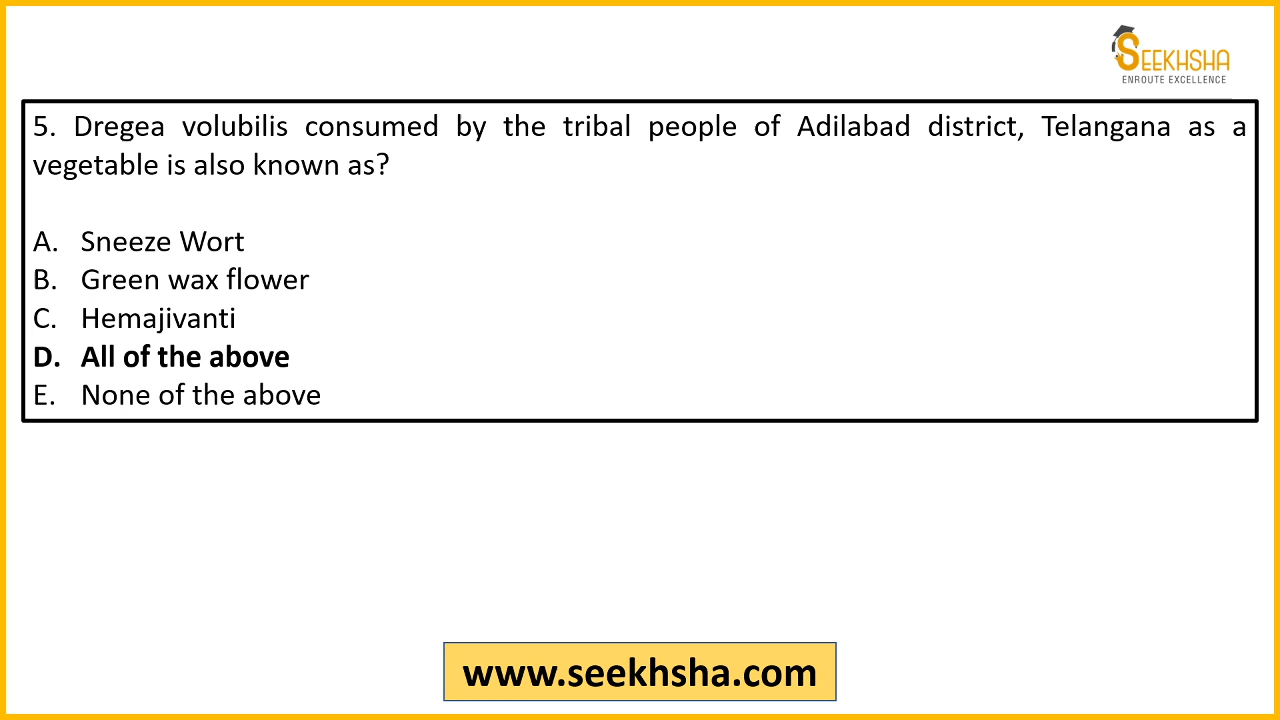 SEEKHSHA
ENROUTE EXCELLENCE
5. Dregea volubilis consumed by the tribal people of Adilabad district, Telangana as a
vegetable is also known as?
A. Sneeze Wort
B. Green wax flower
C. Hemajivanti
D. All of the above
E. None of the above
www.seekhsha.com